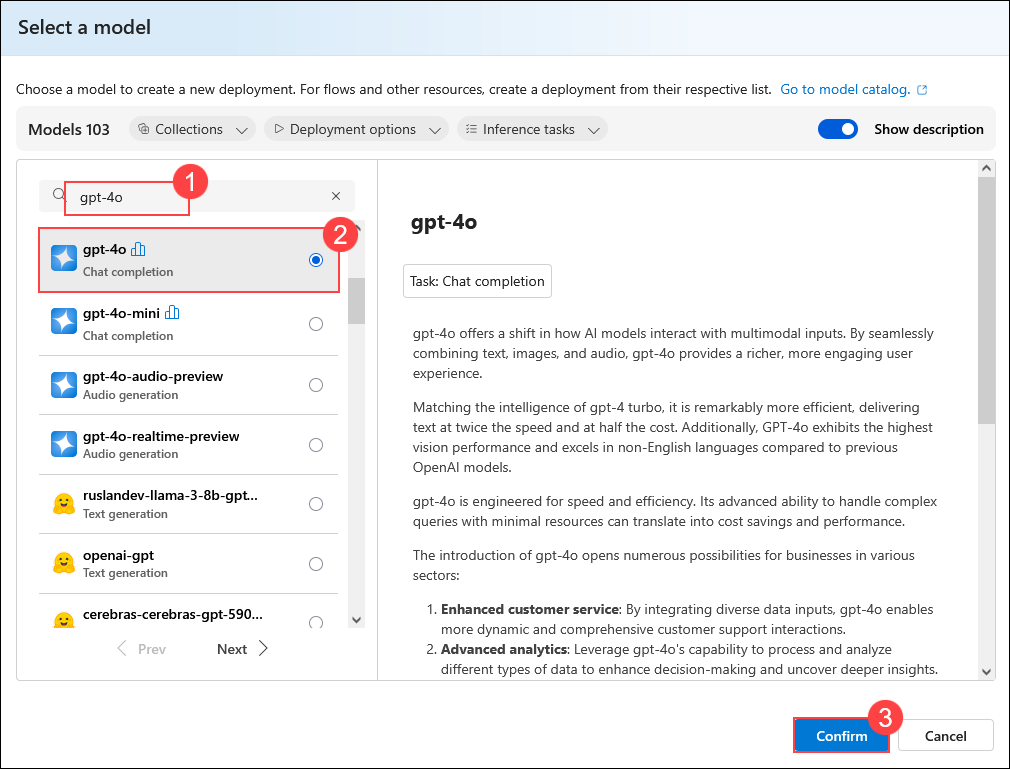 Select a model
Choose a model to create a new deployment. For flows and other resources, create a deployment from their respective list. Go to model catalog.
Models 103 Collections Deployment options Inference tasks Show description
1
gpt-4o
2
gpt-4o
Chat completion
gpt-4o-mini
Chat completion
gpt-4o-audio-preview
Audio generation
gpt-4o-realtime-preview
Audio generation
ruslandev-llama-3-8b-gpt...
Text generation
openai-gpt
Text generation
cerebras-cerebras-gpt-590...
Prev Next
gpt-4o
Task: Chat completion
gpt-4o offers a shift in how AI models interact with multimodal inputs. By seamlessly
combining text, images, and audio, gpt-4o provides a richer, more engaging user
experience.
Matching the intelligence of gpt-4 turbo, it is remarkably more efficient, delivering
text at twice the speed and at half the cost. Additionally, GPT-4o exhibits the highest
vision performance and excels in non-English languages compared to previous
OpenAI models.
gpt-4o is engineered for speed and efficiency. Its advanced ability to handle complex
queries with minimal resources can translate into cost savings and performance.
The introduction of gpt-4o opens numerous possibilities for businesses in various
sectors:
1. Enhanced customer service: By integrating diverse data inputs, gpt-4o enables
more dynamic and comprehensive customer support interactions.
2. Advanced analytics: Leverage gpt-4o's capability to process and analyze
different types of data to enhance decision-making and uncover deeper insights.
3
Confirm Cancel